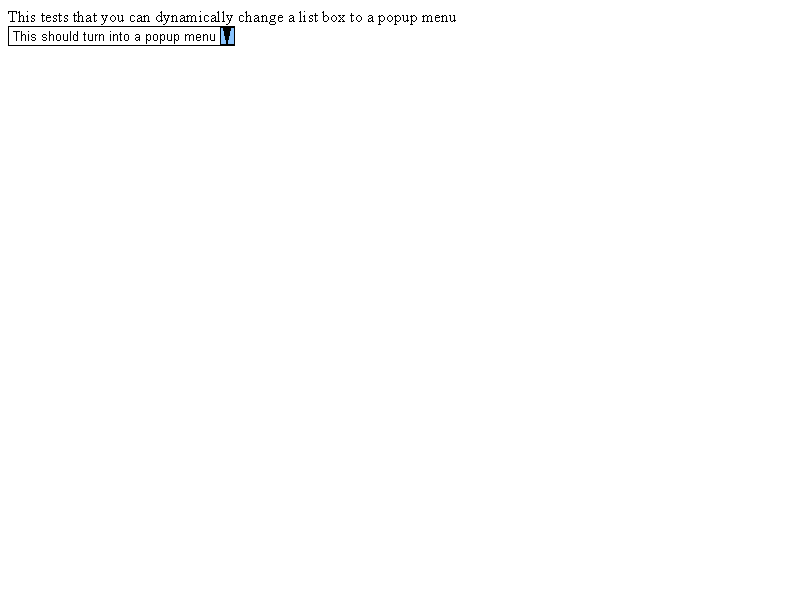 This tests that you can dynamically change a list box to a popup menu
This should turn into a popup menu